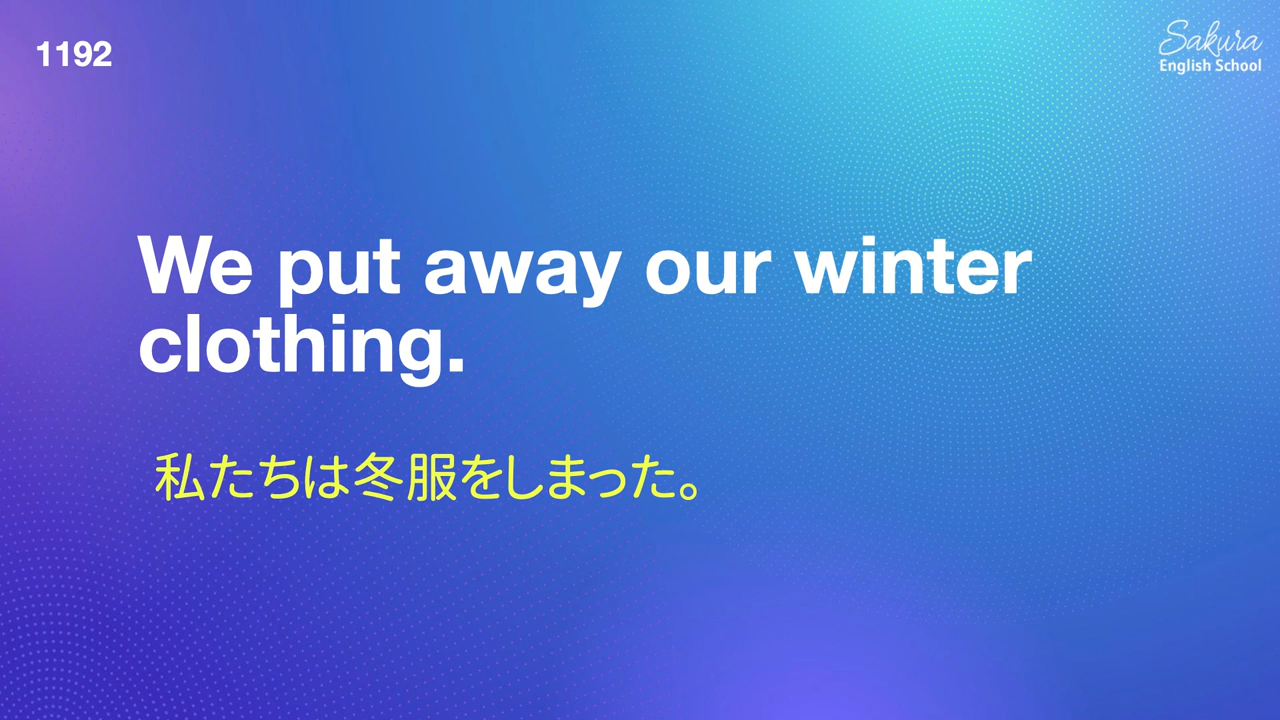 1192
Sakura
English School
We put away our winter
clothing.
私たちは冬服をしまった。